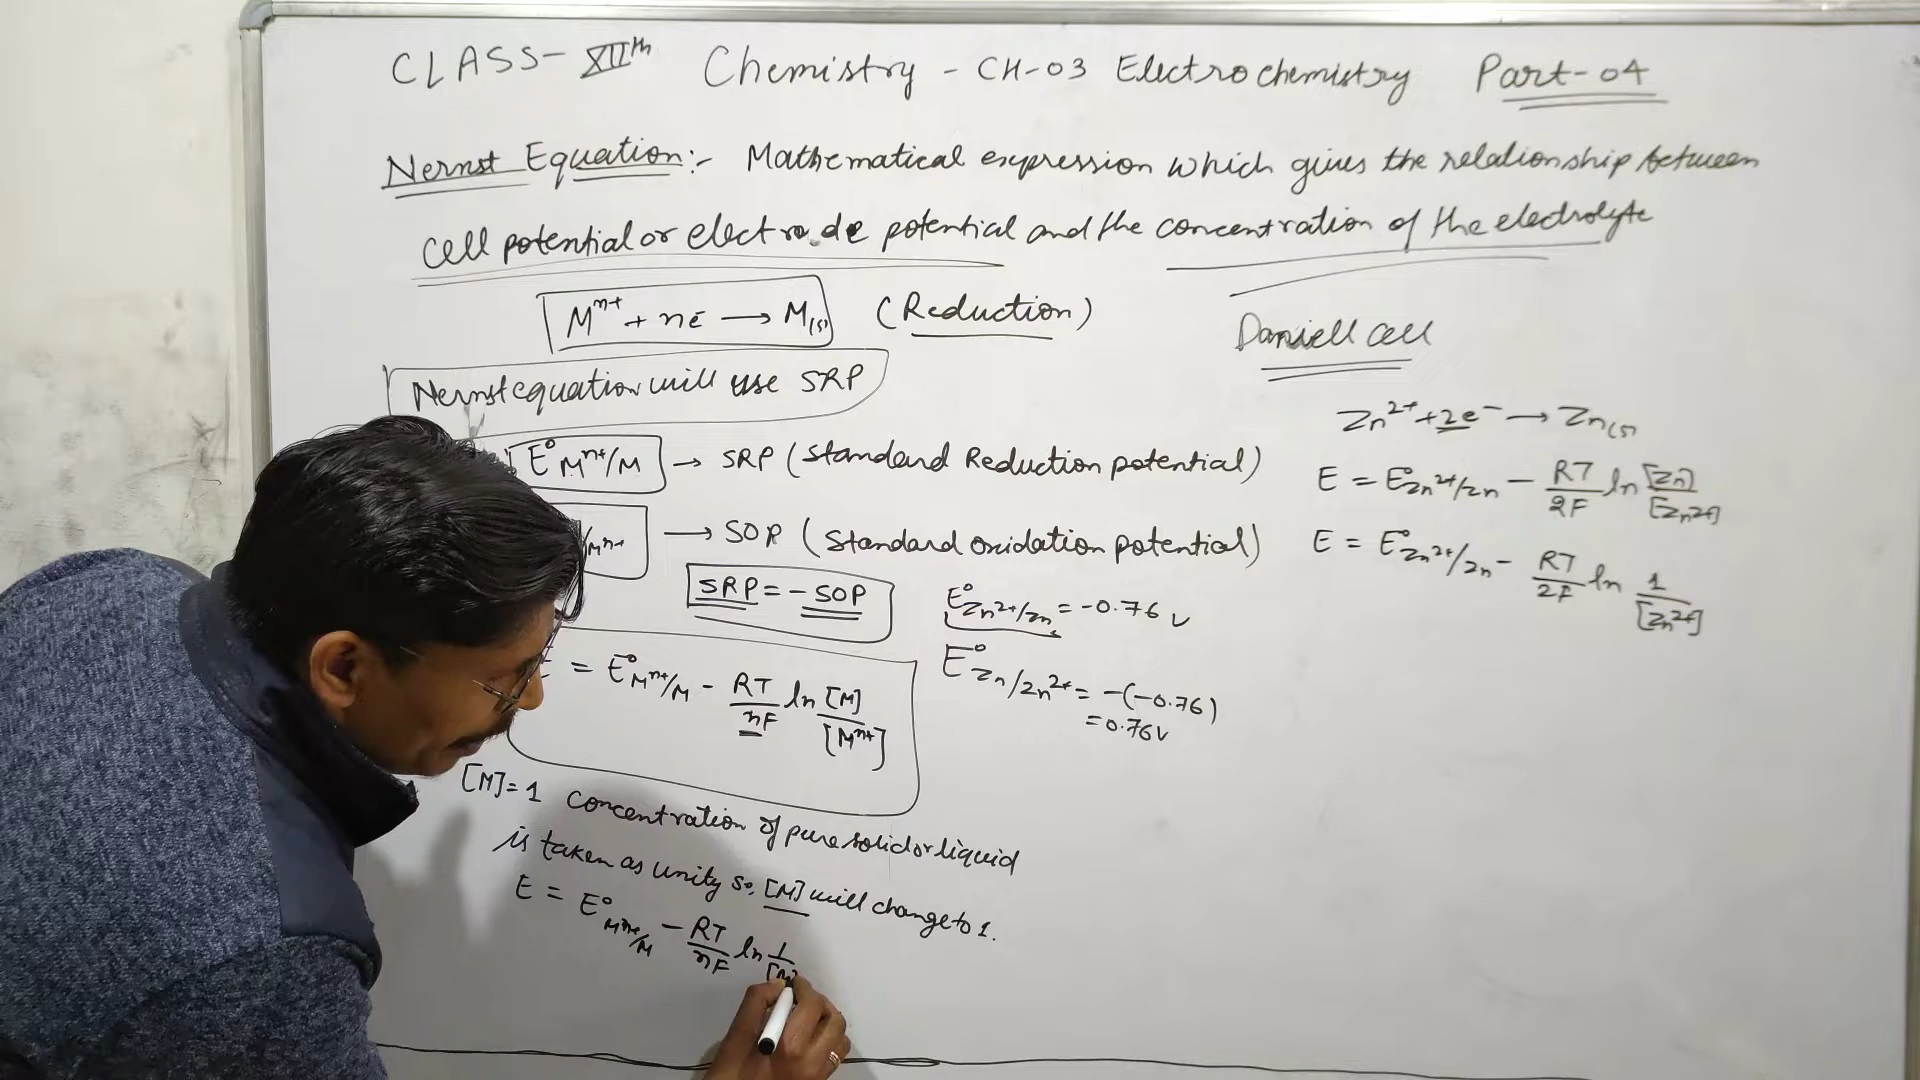 CLASS-XIIth Chemistry - CH-03 Electrochemistry Part-04
Nernst Equation:- Mathematical expression which gives the relationship between
cell potential or electrode potential and the concentration of the electrolyte
Mⁿ⁺ + nē → M(s) (Reduction)
Nernst equation will use SRP
E° Mⁿ⁺/M → SRP (Standard Reduction potential)
/Mⁿ⁺ → SOP (Standard oxidation potential)
SRP = - SOP
= E° Mⁿ⁺/M - RT/nF ln [M]/[Mⁿ⁺]
[M]=1 concentration of pure solid or liquid
is taken as unity so, [M] will change to 1.
E = E° Mⁿ⁺/M - RT/nF ln 1/[M
E° Zn²⁺/Zn = -0.76 V
E° Zn/Zn²⁺ = -(-0.76)
= 0.76V
Daniell cell
Zn²⁺ + 2e⁻ → Zn(s)
E = E° Zn²⁺/Zn - RT/2F ln [Zn]/[Zn²⁺]
E = E° Zn²⁺/Zn - RT/2F ln 1/[Zn²⁺]